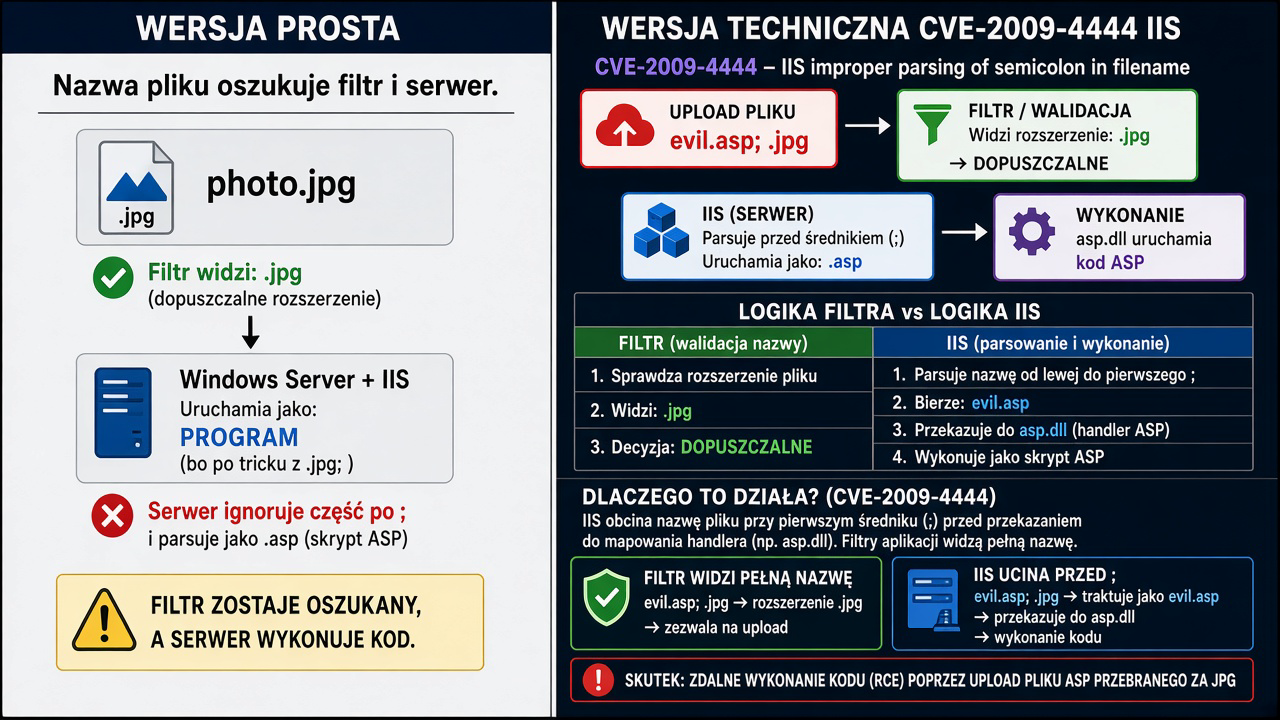 WERSJA PROSTA
Nazwa pliku oszukuje filtr i serwer.
.jpg
photo.jpg
Filtr widzi: .jpg
(dopuszczalne rozszerzenie)
Windows Server + IIS
Uruchamia jako:
PROGRAM
(bo po tricku z .jpg; )
Serwer ignoruje część po ;
i parsuje jako .asp (skrypt ASP)
FILTR ZOSTAJE OSZUKANY,
A SERWER WYKONUJE KOD.
WERSJA TECHNICZNA CVE-2009-4444 IIS
CVE-2009-4444 – IIS improper parsing of semicolon in filename
UPLOAD PLIKU
evil.asp; .jpg
FILTR / WALIDACJA
Widzi rozszerzenie: .jpg
→ DOPUSZCZALNE
IIS (SERWER)
Parsuje przed średnikiem (;)
Uruchamia jako: .asp
WYKONANIE
asp.dll uruchamia
kod ASP
LOGIKA FILTRA vs LOGIKA IIS
FILTR (walidacja nazwy)
1. Sprawdza rozszerzenie pliku
2. Widzi: .jpg
3. Decyzja: DOPUSZCZALNE
IIS (parsowanie i wykonanie)
1. Parsuje nazwę od lewej do pierwszego ;
2. Bierze: evil.asp
3. Przekazuje do asp.dll (handler ASP)
4. Wykonuje jako skrypt ASP
DLACZEGO TO DZIAŁA? (CVE-2009-4444)
IIS obcina nazwę pliku przy pierwszym średniku (;) przed przekazaniem
do mapowania handlera (np. asp.dll). Filtry aplikacji widzą pełną nazwę.
FILTR WIDZI PEŁNĄ NAZWĘ
evil.asp; .jpg → rozszerzenie .jpg
→ zezwala na upload
IIS UCINA PRZED ;
evil.asp; .jpg → traktuje jako evil.asp
→ przekazuje do asp.dll
→ wykonanie kodu
SKUTEK: ZDALNE WYKONANIE KODU (RCE) POPRZEZ UPLOAD PLIKU ASP PRZEBRANEGO ZA JPG